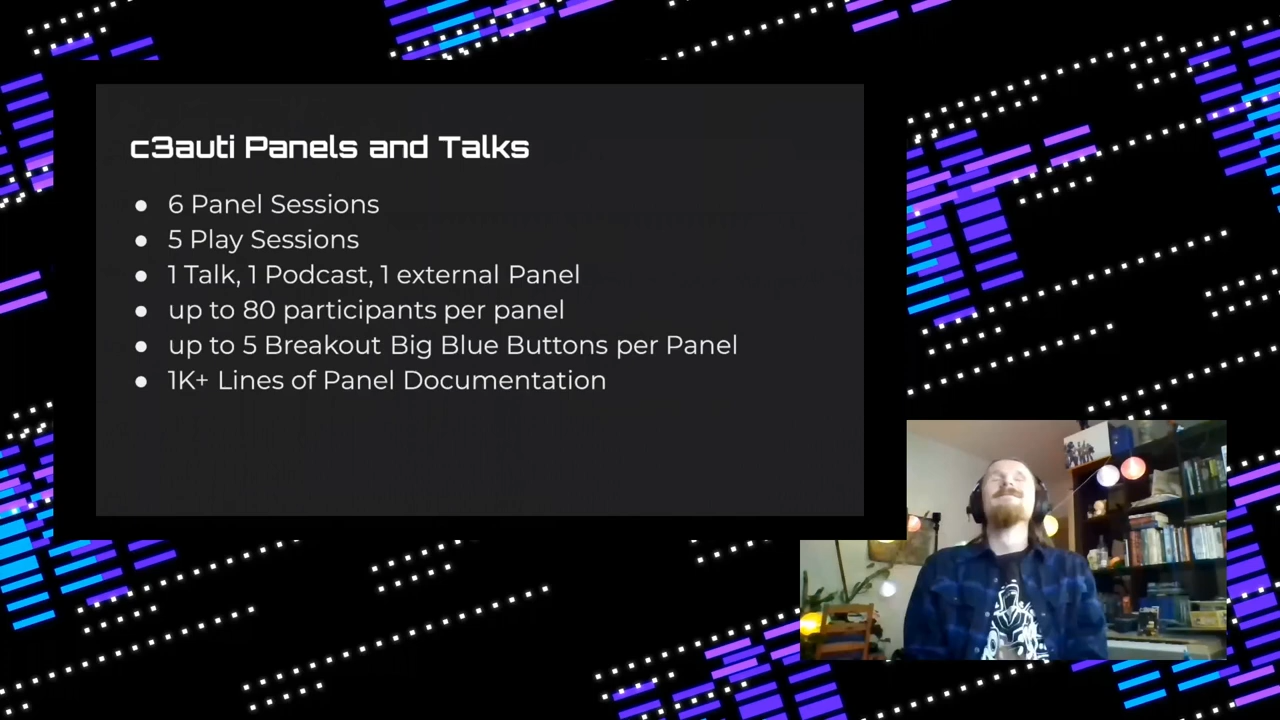 c3auti Panels and Talks
● 6 Panel Sessions
● 5 Play Sessions
● 1 Talk, 1 Podcast, 1 external Panel
● up to 80 participants per panel
● up to 5 Breakout Big Blue Buttons per Panel
● 1K+ Lines of Panel Documentation